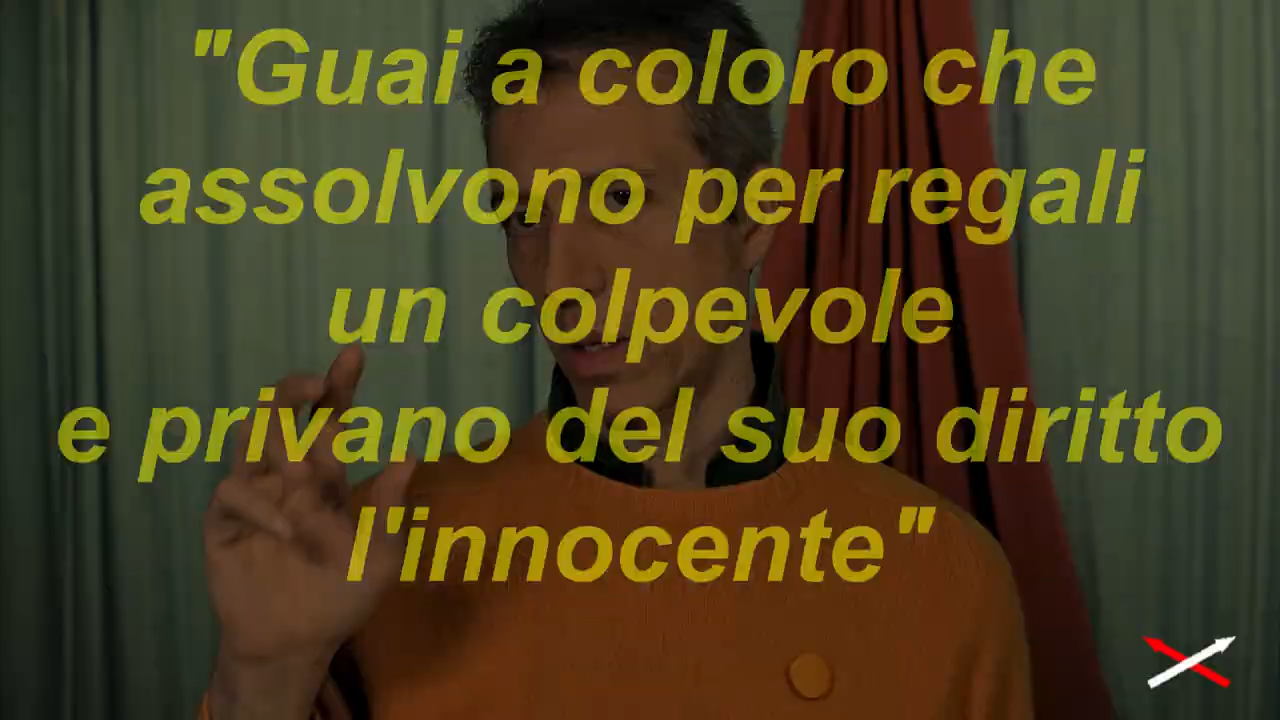 "Guai a coloro che
assolvono per regali
un colpevole
e privano del suo diritto
l'innocente"